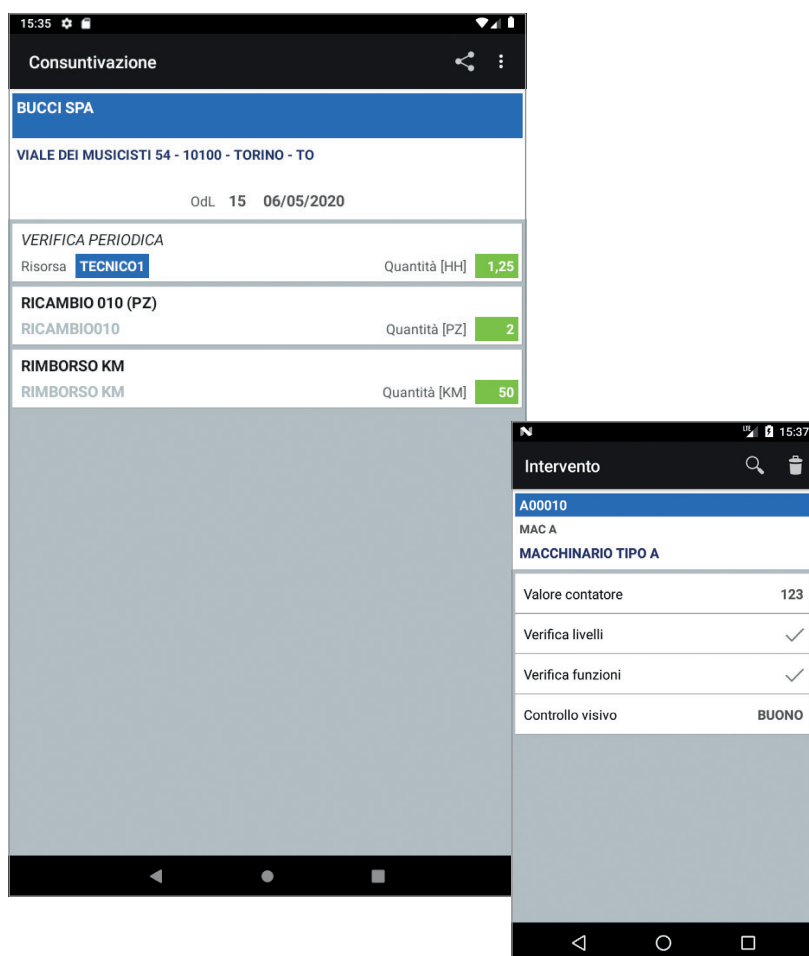 15:35
Consuntivazione
BUCCI SPA
VIALE DEI MUSICISTI 54 - 10100 - TORINO - TO
OdL 15 06/05/2020
VERIFICA PERIODICA
Risorsa TECNICO1 Quantità [HH] 1,25
RICAMBIO 010 (PZ)
RICAMBIO010 Quantità [PZ] 2
RIMBORSO KM
RIMBORSO KM Quantità [KM] 50
LTE 15:37
Intervento
A00010
MAC A
MACCHINARIO TIPO A
Valore contatore 123
Verifica livelli
Verifica funzioni
Controllo visivo BUONO